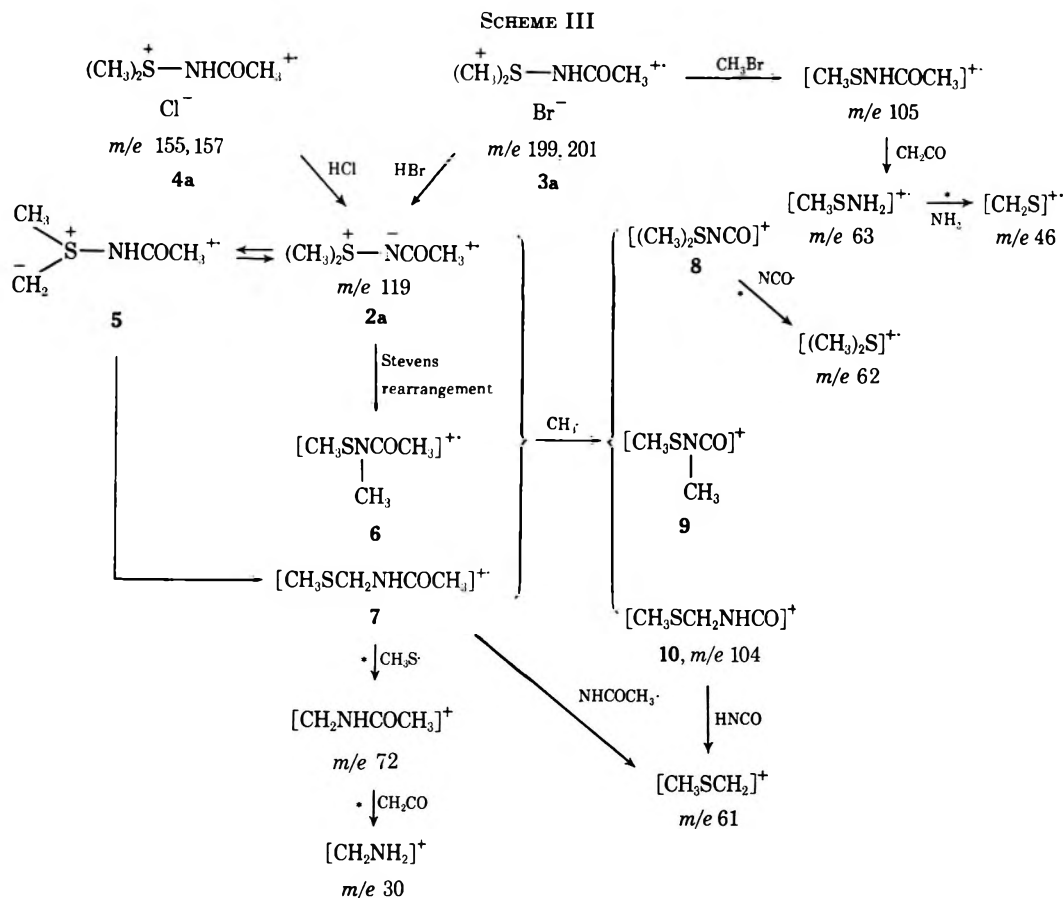 SCHEME III
(CH₃)₂S⁺—NHCOCH₃⁺·
Cl⁻
m/e 155, 157
4a
HCl
(CH₃)₂S⁺—NHCOCH₃⁺·
Br⁻
m/e 199, 201
3a
HBr
CH₃Br
[CH₃SNHCOCH₃]⁺·
m/e 105
CH₂CO
[CH₃SNH₂]⁺·
m/e 63
*
NH₃
[CH₂S]⁺·
m/e 46
CH₃
S⁺—NHCOCH₃⁺·
⁻CH₂
5
(CH₃)₂S⁺—N⁻COCH₃⁺·
m/e 119
2a
Stevens
rearrangement
[CH₃SNCOCH₃]⁺·
CH₃
6
[CH₃SCH₂NHCOCH₃]⁺·
7
CH₃·
[(CH₃)₂SNCO]⁺
8
NCO·
*
[(CH₃)₂S]⁺·
m/e 62
[CH₃SNCO]⁺
CH₃
9
[CH₃SCH₂NHCO]⁺
10, m/e 104
* CH₃S·
[CH₂NHCOCH₃]⁺
m/e 72
* CH₂CO
[CH₂NH₂]⁺
m/e 30
NHCOCH₃·
HNCO
[CH₃SCH₂]⁺
m/e 61